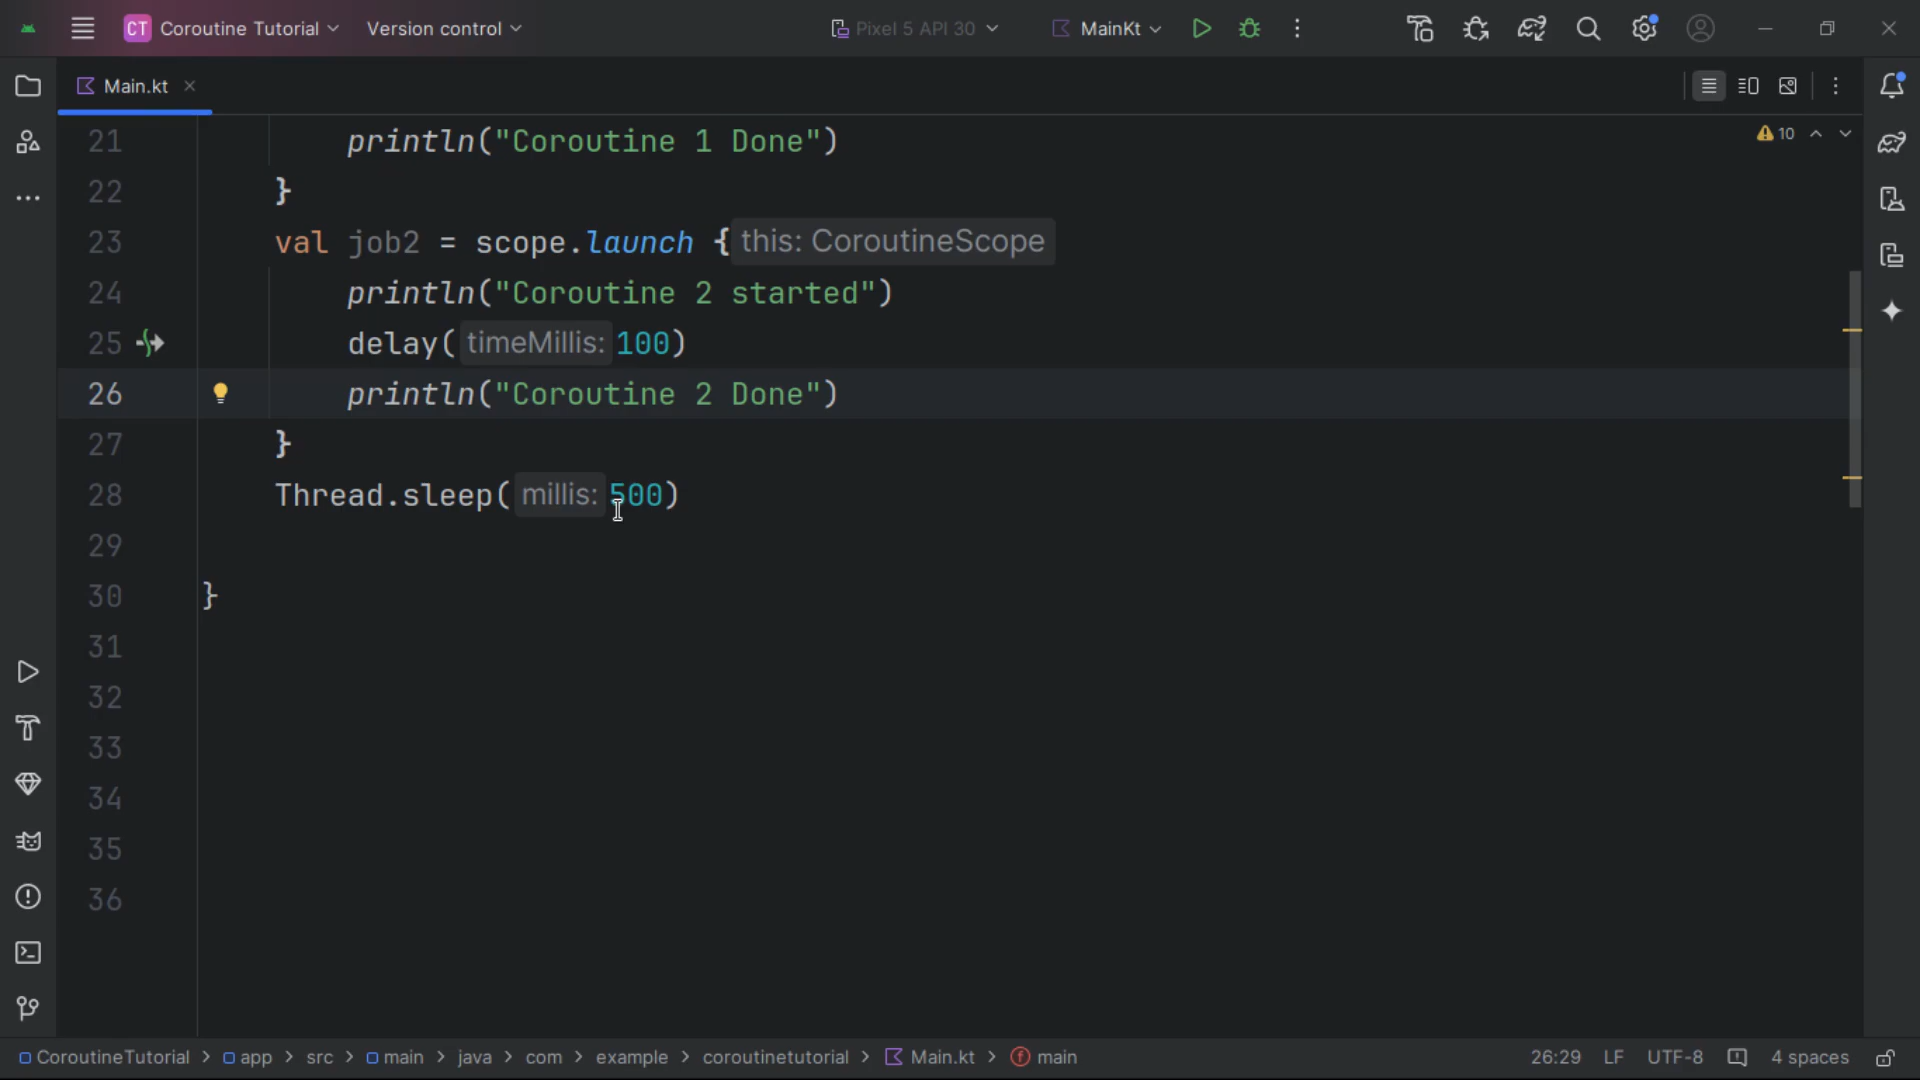 CT Coroutine Tutorial Version control Pixel 5 API 30 MainKt
Main.kt
10
21 println("Coroutine 1 Done")
22 }
23 val job2 = scope.launch { this: CoroutineScope
24 println("Coroutine 2 started")
25 delay( timeMillis: 100)
26 println("Coroutine 2 Done")
27 }
28 Thread.sleep( millis: 500)
29
30 }
31
32
33
34
35
36
CoroutineTutorial > app > src > main > java > com > example > coroutinetutorial > Main.kt > f main 26:29 LF UTF-8 4 spaces